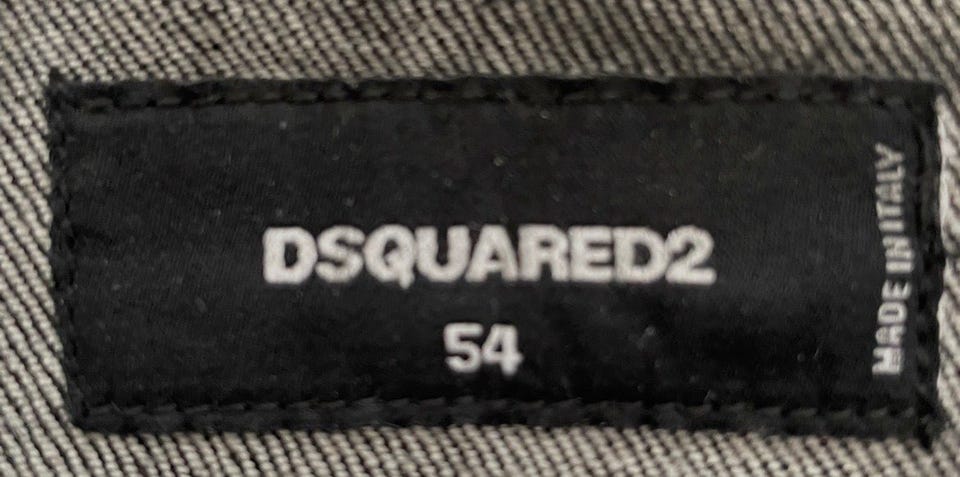 DSQUARED2
54
MADE IN ITALY